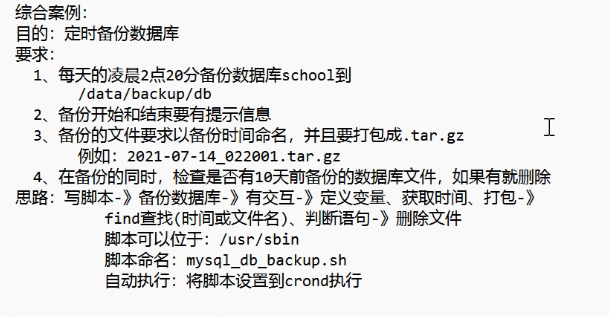 综合案例：
目的：定时备份数据库
要求：
1、每天的凌晨2点20分备份数据库school到
/data/backup/db
2、备份开始和结束要有提示信息
3、备份的文件要求以备份时间命名，并且要打包成.tar.gz
例如：2021-07-14_022001.tar.gz
4、在备份的同时，检查是否有10天前备份的数据库文件，如果有就删除
思路：写脚本-》备份数据库-》有交互-》定义变量、获取时间、打包-》
find查找(时间或文件名)、判断语句-》删除文件
脚本可以位于：/usr/sbin
脚本命名：mysql_db_backup.sh
自动执行：将脚本设置到crond执行